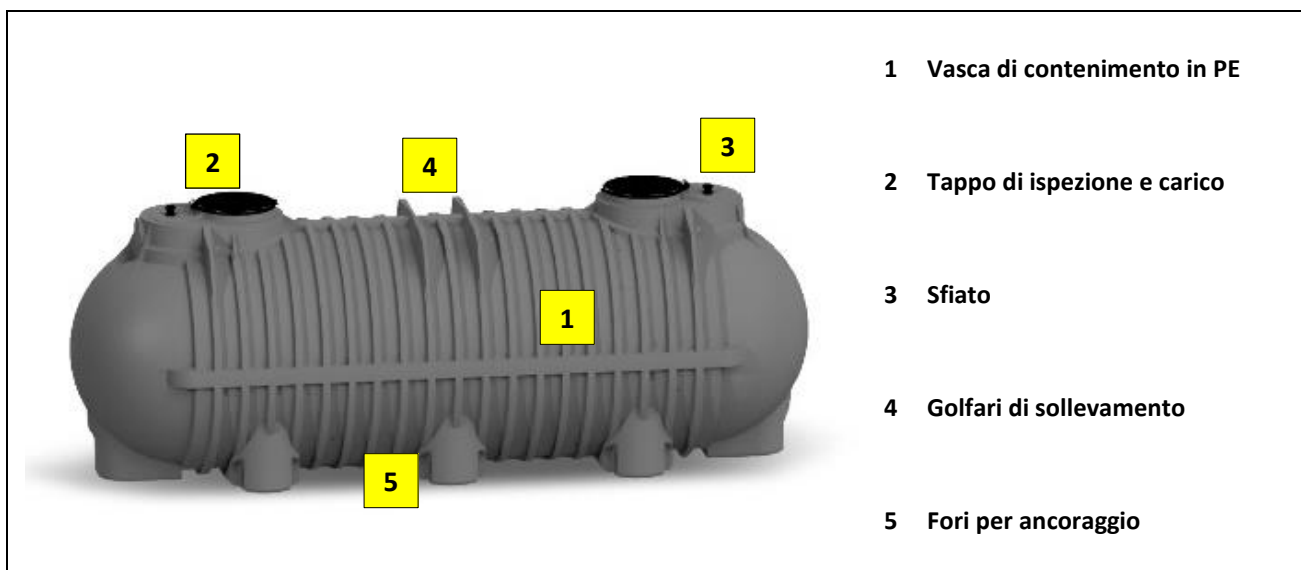 1 Vasca di contenimento in PE
2 Tappo di ispezione e carico
3 Sfiato
4 Golfari di sollevamento
5 Fori per ancoraggio
2
4
3
1
5